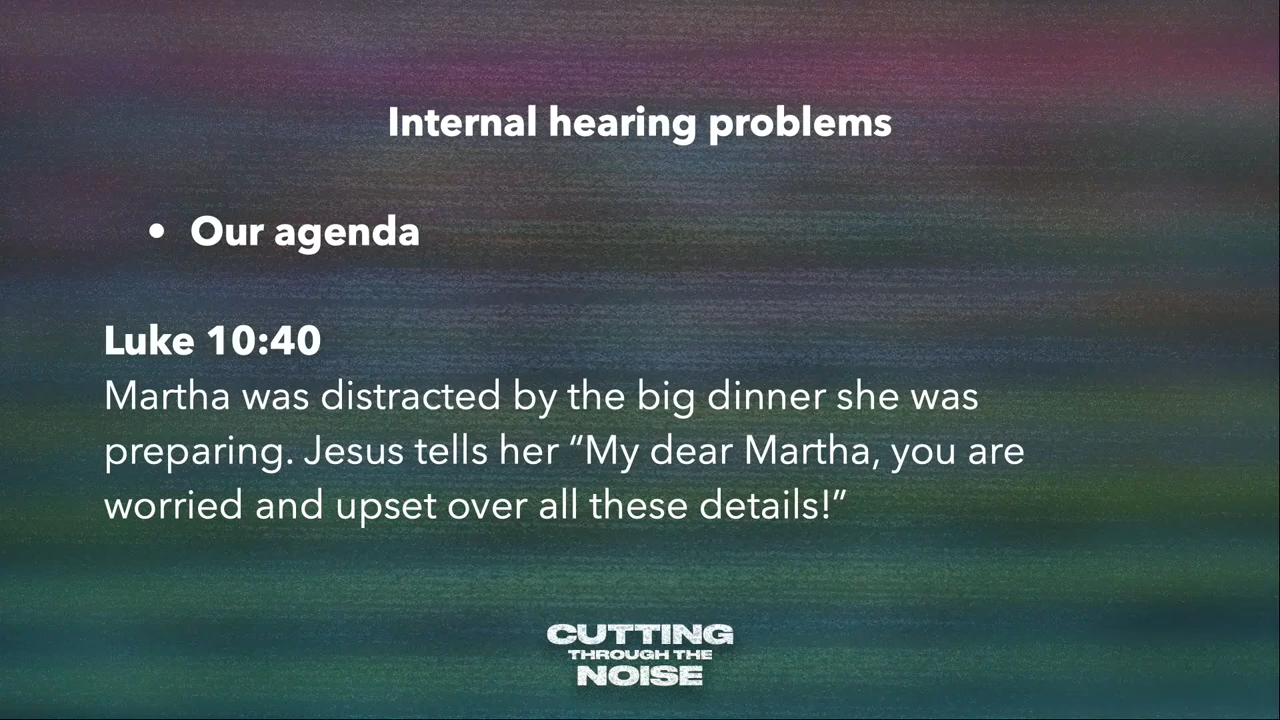 Internal hearing problems
• Our agenda
Luke 10:40
Martha was distracted by the big dinner she was
preparing. Jesus tells her “My dear Martha, you are
worried and upset over all these details!”
CUTTING
THROUGH THE
NOISE